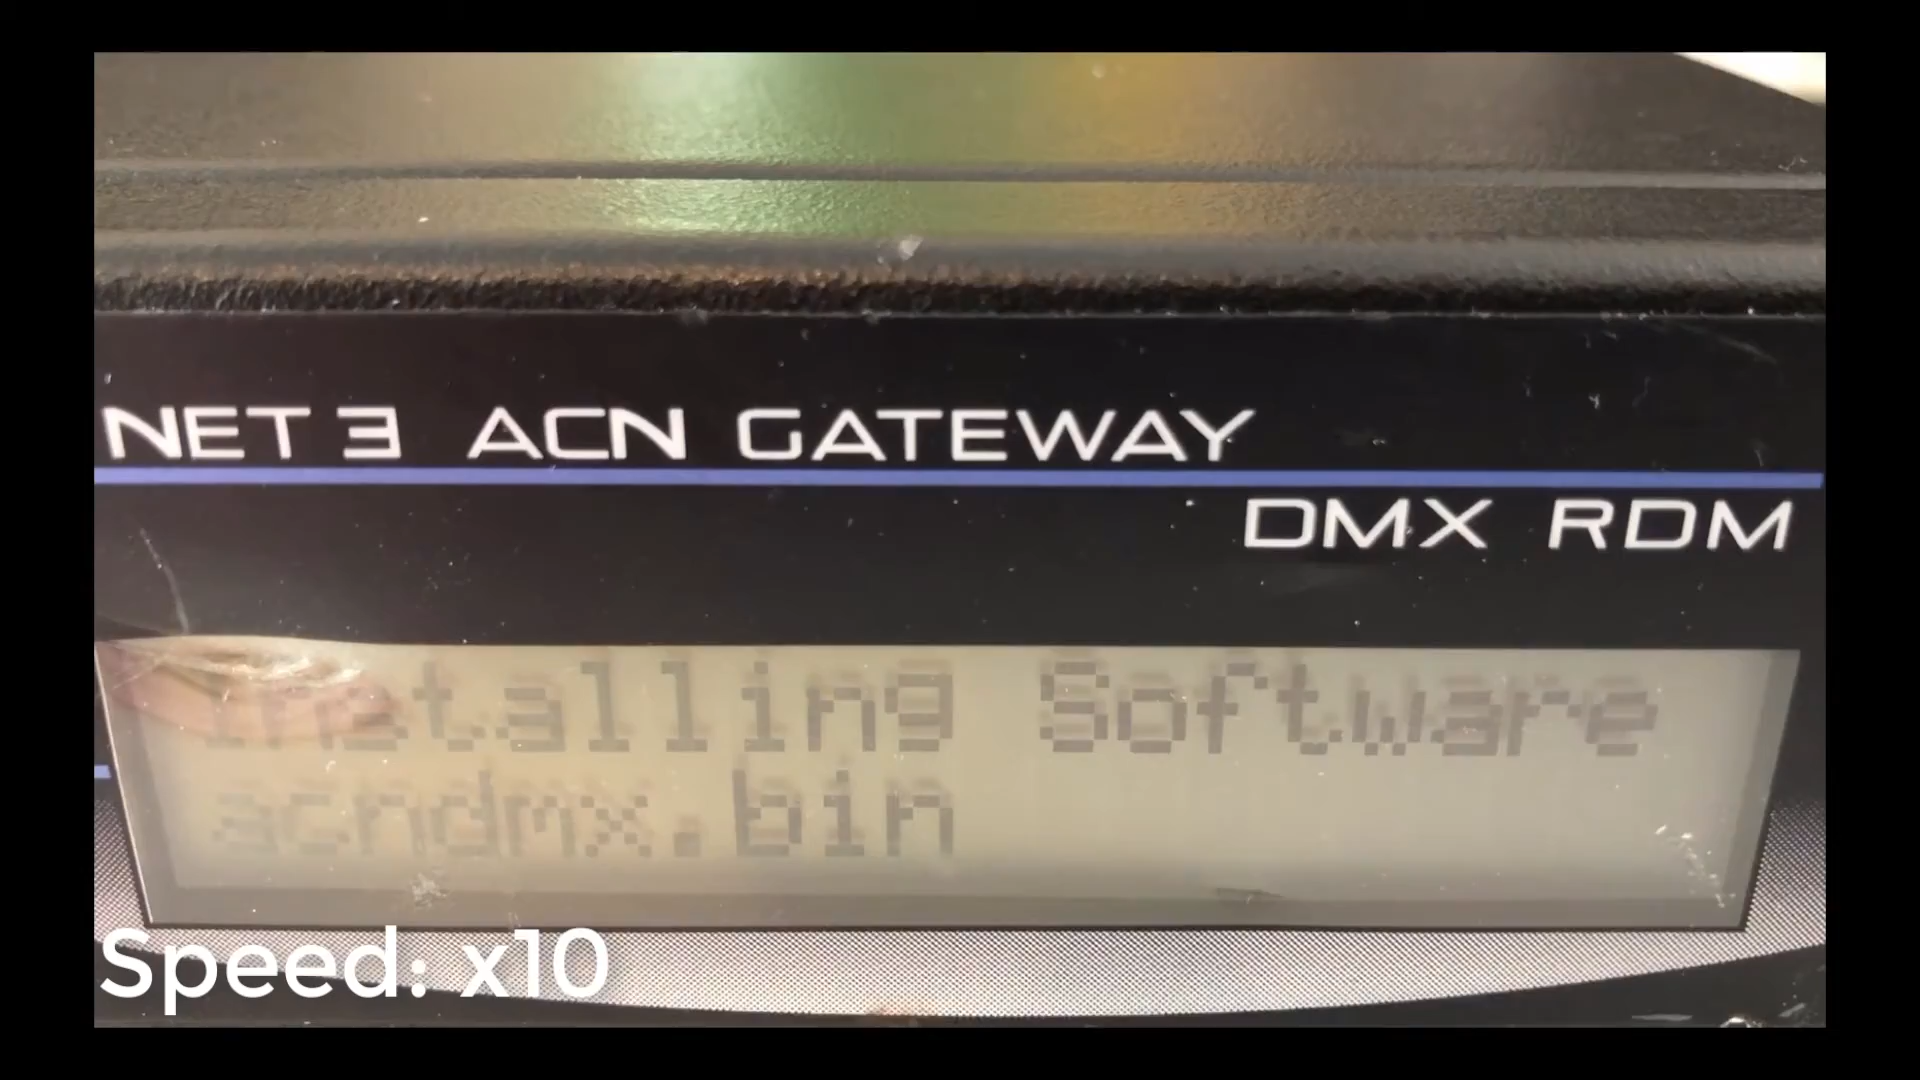 NET 3 ACN GATEWAY
DMX RDM
Installing Software
acndmx.bin
Speed: x10